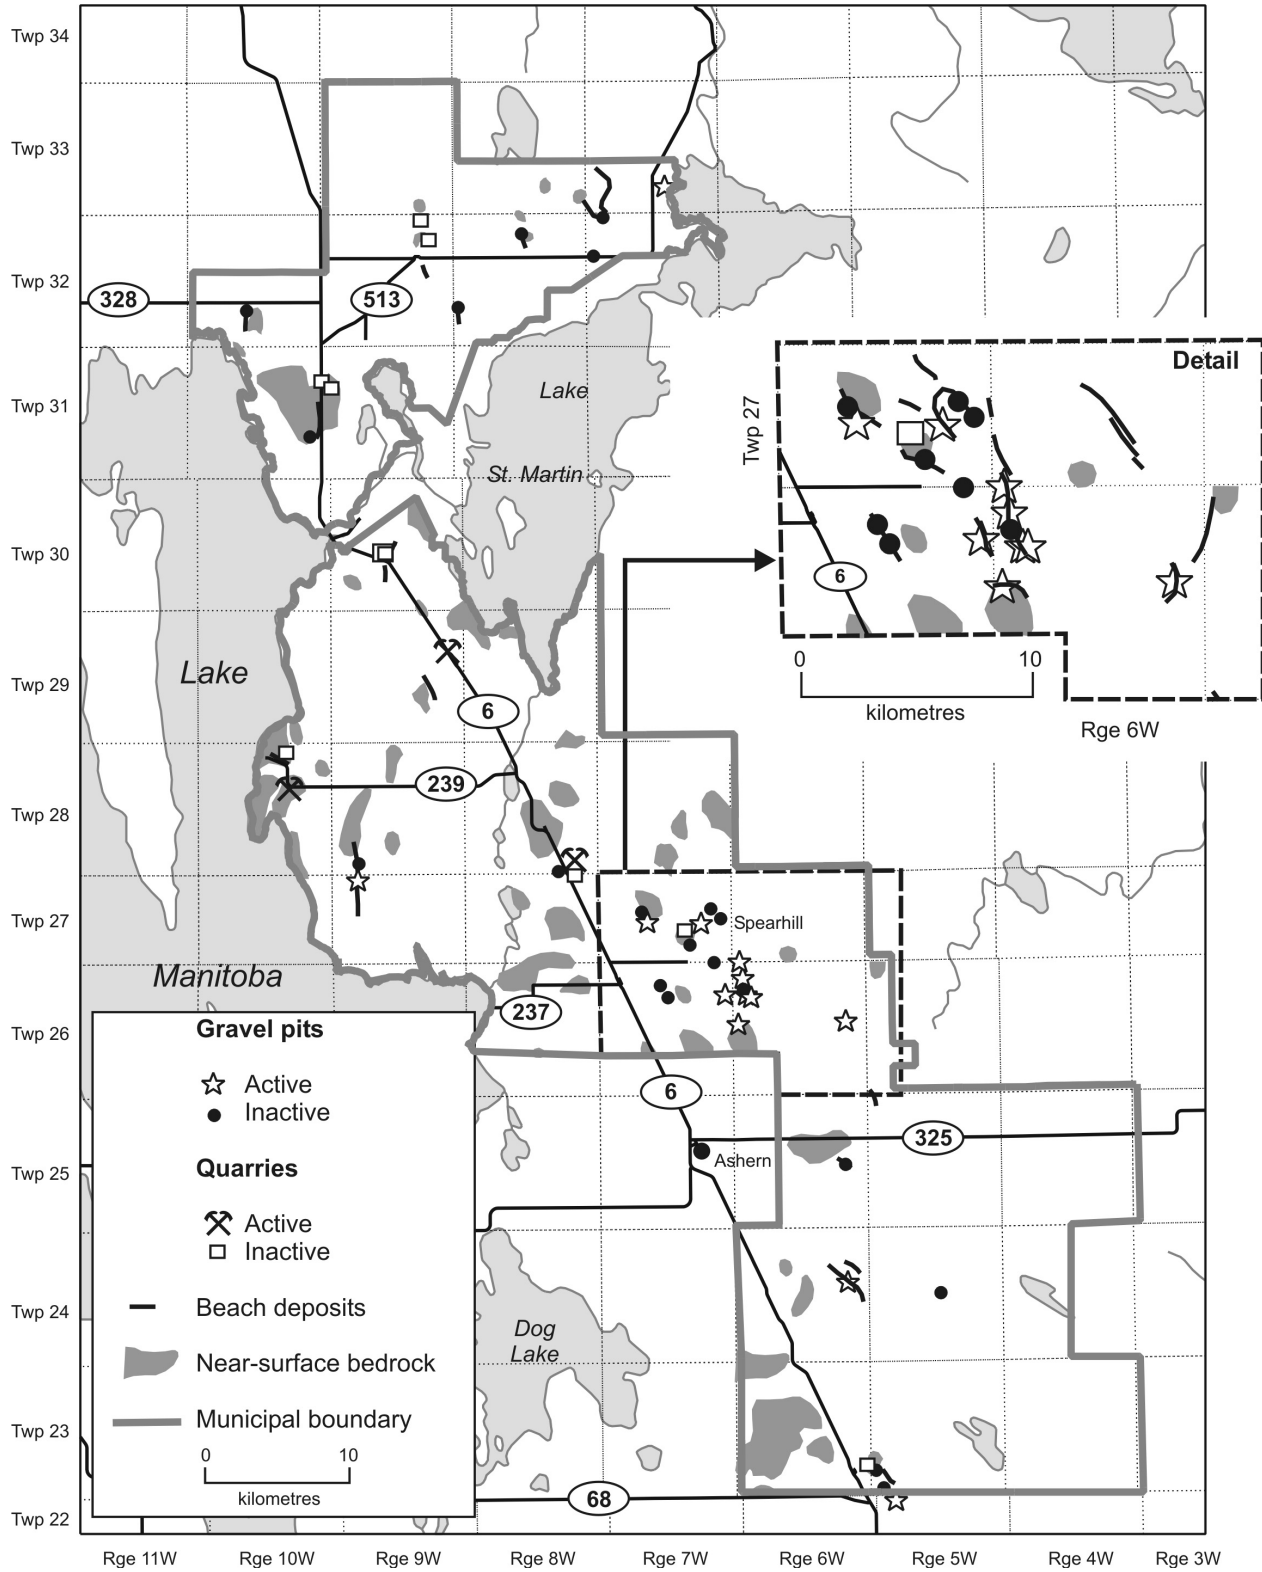 Twp 34
Twp 33
Twp 32
328
513
Twp 31
Lake
St. Martin
Detail
Twp 27
6
0 10
kilometres
Rge 6W
Twp 30
Lake
Twp 29
6
239
Twp 28
Twp 27
Spearhill
Manitoba
237
Twp 26
Gravel pits
Active
Inactive
6
325
Ashern
Twp 25
Quarries
Active
Inactive
Beach deposits
Twp 24
Dog
Lake
Near-surface bedrock
Municipal boundary
Twp 23
0 10
kilometres
68
Twp 22
Rge 11W Rge 10W Rge 9W Rge 8W Rge 7W Rge 6W Rge 5W Rge 4W Rge 3W